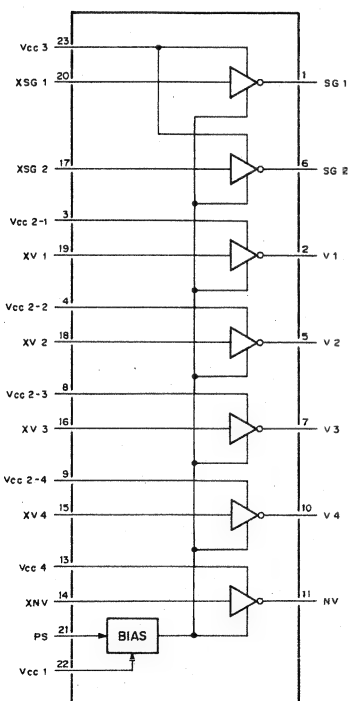 Vcc 3 23
XSG 1 20 1 SG 1
XSG 2 17 6 SG 2
Vcc 2-1 3
XV 1 19 2 V 1
Vcc 2-2 4
XV 2 18 5 V 2
Vcc 2-3 8
XV 3 16 7 V 3
Vcc 2-4 9
XV 4 15 10 V 4
Vcc 4 13
XNV 14 11 NV
PS 21 BIAS
Vcc 1 22